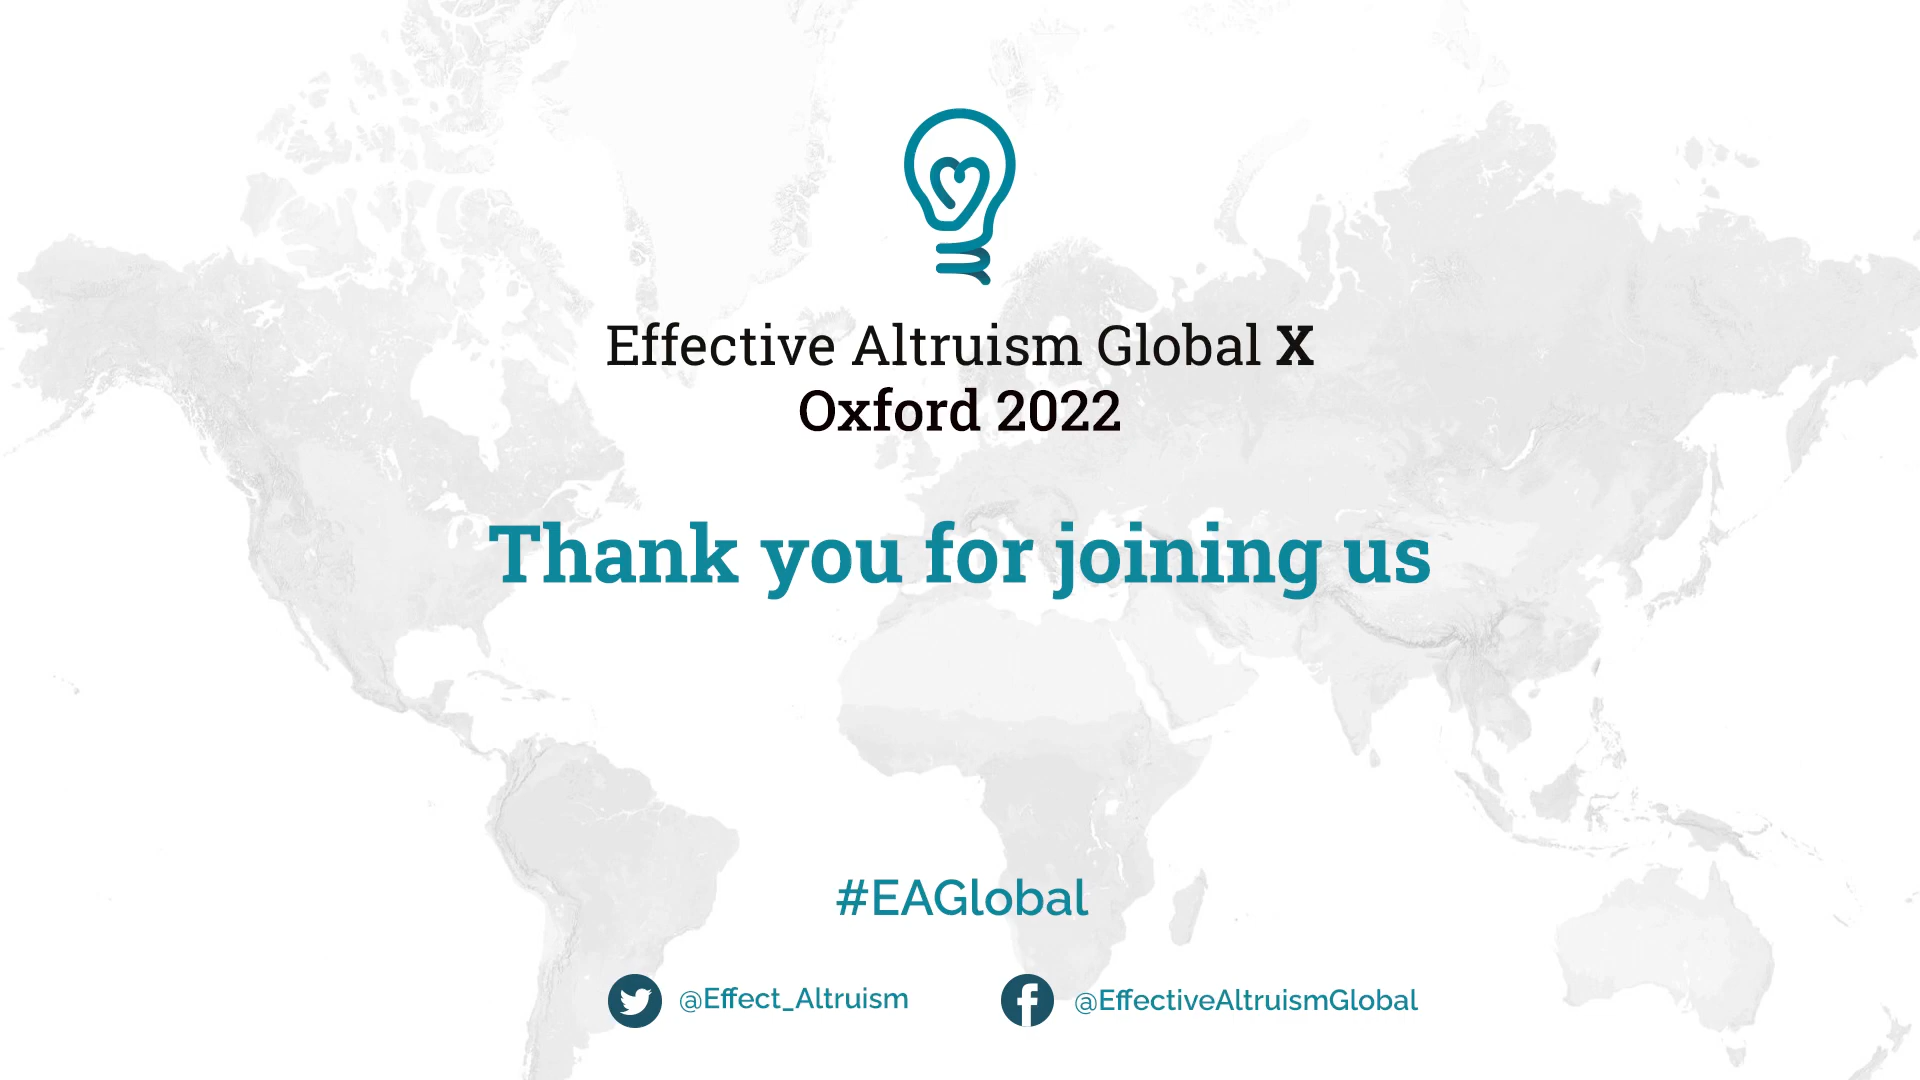 Effective Altruism Global X
Oxford 2022
Thank you for joining us
#EAGlobal
@Effect_Altruism
@EffectiveAltruismGlobal